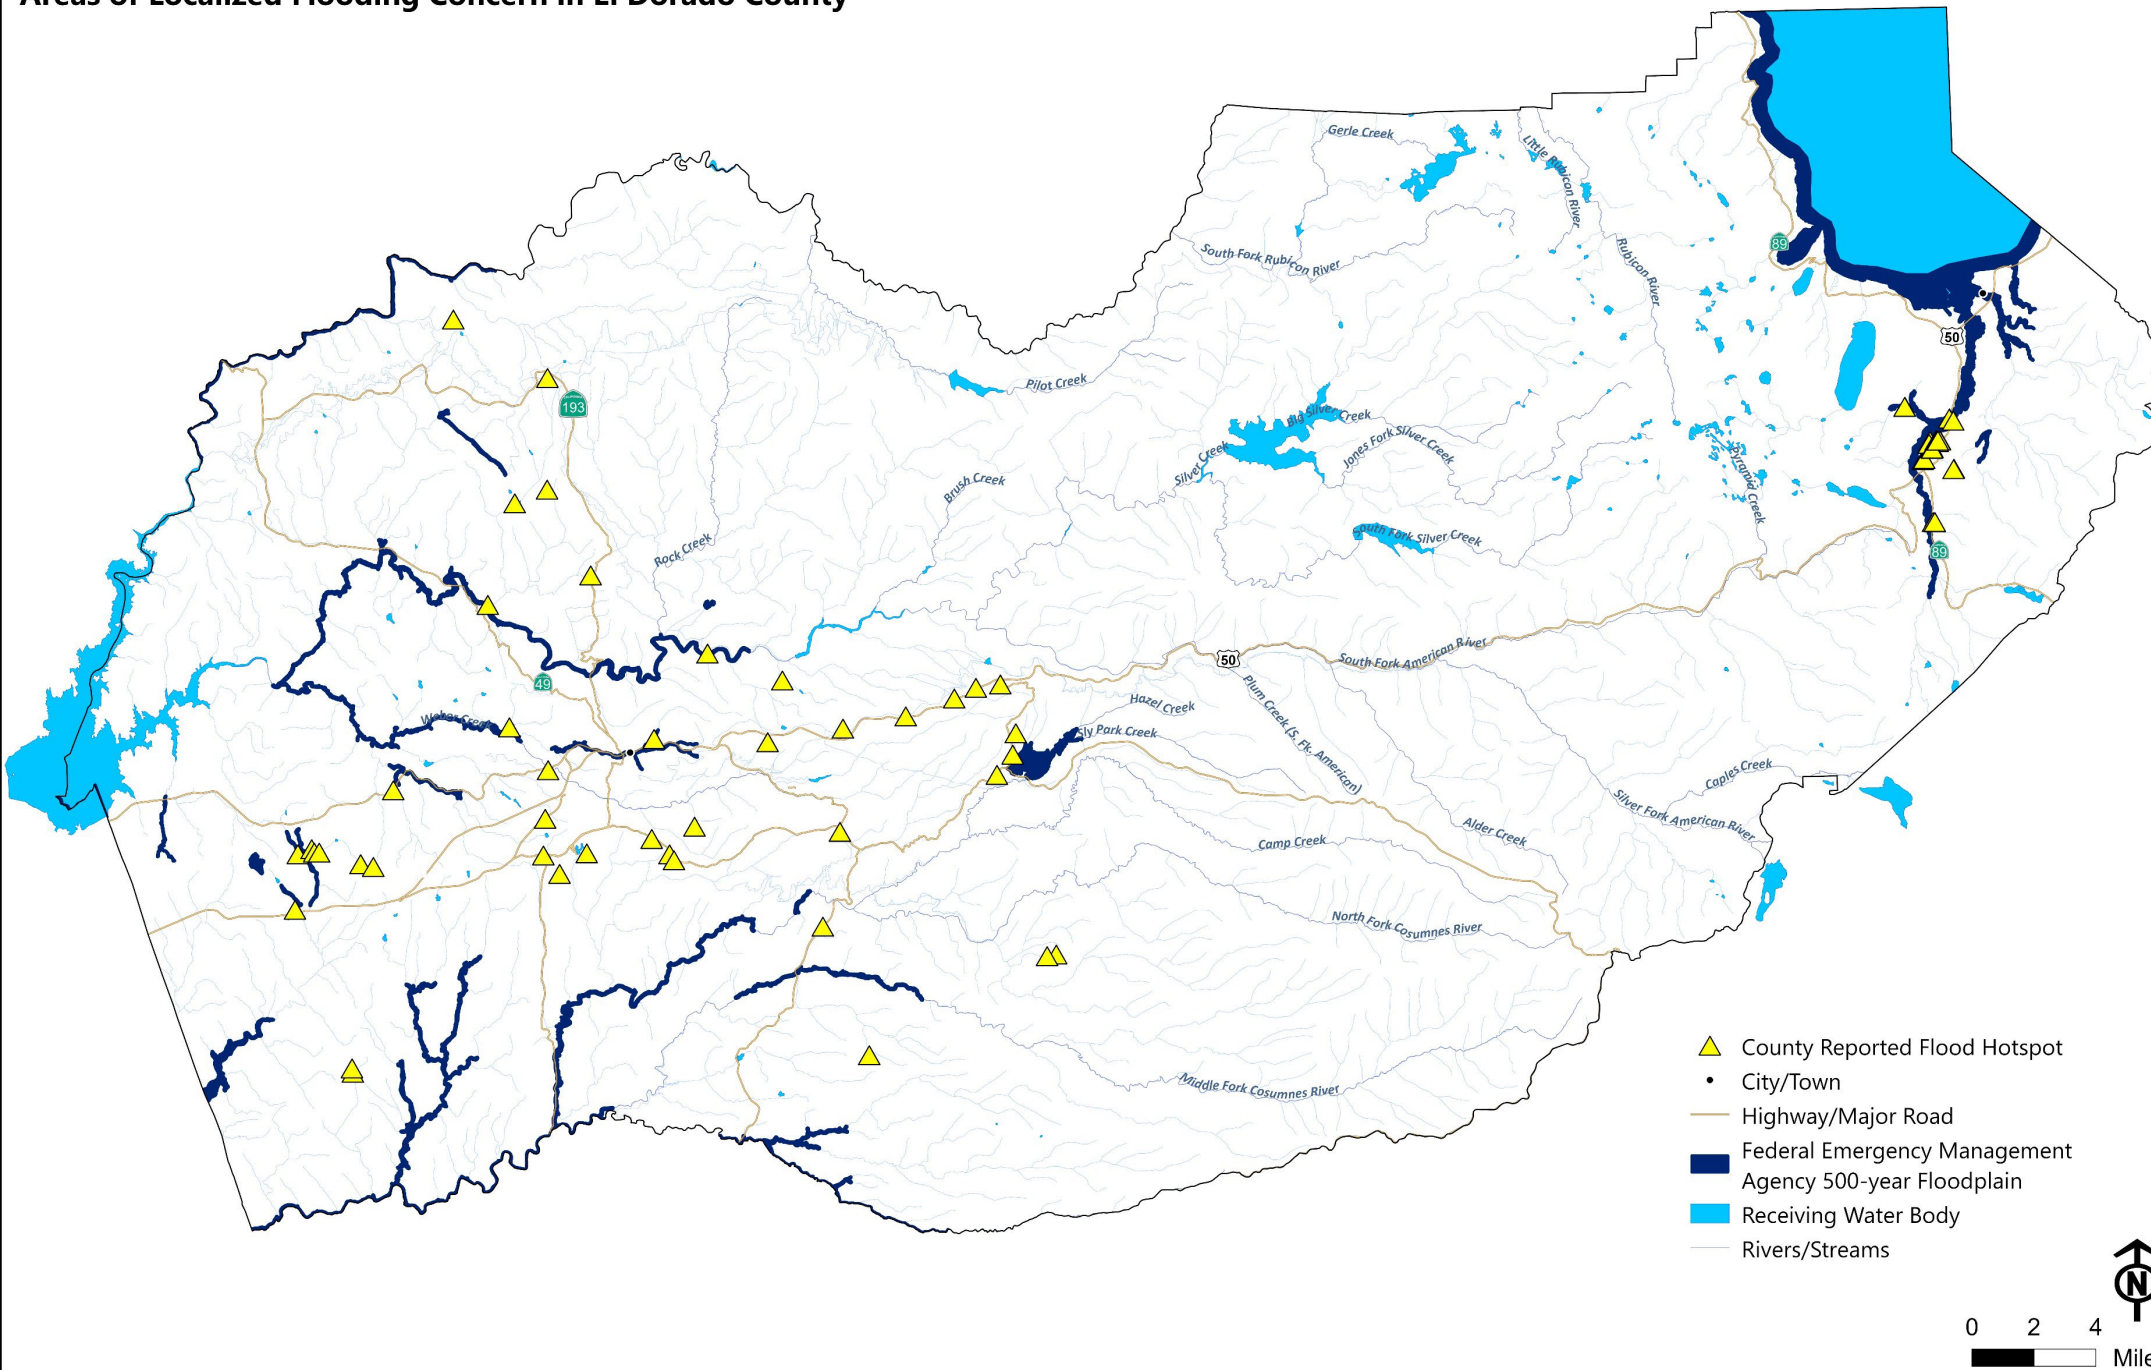 Areas of Localized Flooding Concern in El Dorado County
Gerle Creek
Little Rubicon River
South Fork Rubicon River
Rubicon River
89
50
Pilot Creek
193
Big Silver Creek
Jones Fork Silver Creek
Silver Creek
Brush Creek
Pyramid Creek
South Fork Silver Creek
Rock Creek
89
South Fork American River
50
49
Weber Creek
Hazel Creek
Plum Creek (S. Fk. American)
Sly Park Creek
Caples Creek
Silver Fork American River
Alder Creek
Camp Creek
North Fork Cosumnes River
Middle Fork Cosumnes River
County Reported Flood Hotspot
City/Town
Highway/Major Road
Federal Emergency Management
Agency 500-year Floodplain
Receiving Water Body
Rivers/Streams
N
0 2 4
Mile